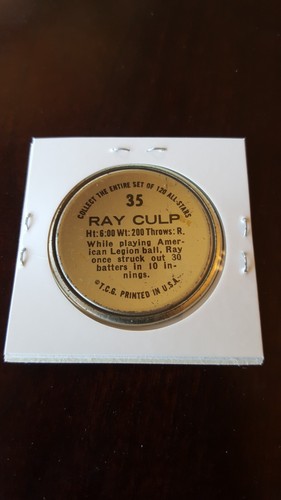 COLLECT THE ENTIRE SET OF 120 ALL-STARS
35
RAY CULP
Ht: 6:00 Wt: 200 Throws: R.
While playing Amer-
ican Legion ball, Ray
once struck out 30
batters in 10 in-
nings.
©T.C.G. PRINTED IN U.S.A.